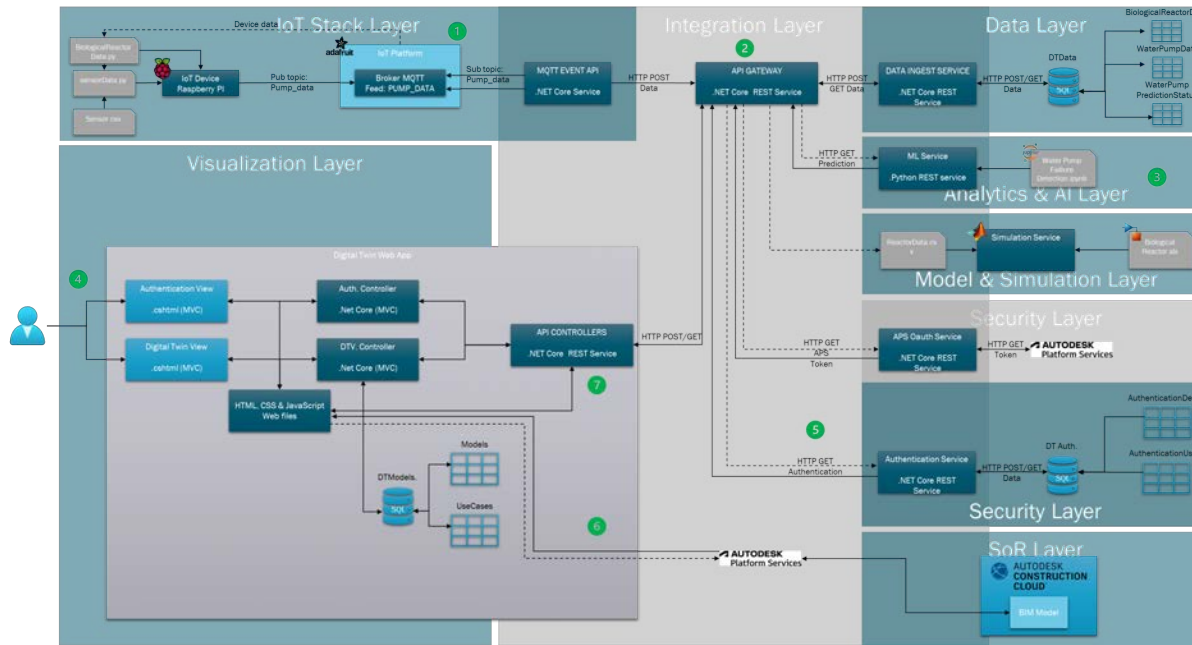 IoT Stack Layer
Integration Layer
Data Layer
Device data
1
adafruit
IoT Platform
BiologicalReactor
Data.py
sensorData.py
Sensor.csv
IoT Device
Raspberry PI
Pub topic:
Pump_data
Broker MQTT
Feed: PUMP_DATA
Sub topic:
Pump_data
MQTT EVENT API
.NET Core Service
HTTP POST
Data
2
API GATEWAY
.NET Core REST Service
HTTP POST
GET Data
DATA INGEST SERVICE
.NET Core REST
Service
HTTP POST/GET
Data
DTData
SQL
WaterPumpData
WaterPump
PredictionStatus
Visualization Layer
HTTP GET
Prediction
ML Service
.Python REST service
Water Pump
Failure
3
Analytics & AI Layer
Simulation Service
Biological
Model & Simulation Layer
Digital Twin Web App
4
Authentication View
.cshtml (MVC)
Auth. Controller
.Net Core (MVC)
Digital Twin View
.cshtml (MVC)
DTV. Controller
.Net Core (MVC)
API CONTROLLERS
.NET Core REST Service
HTTP POST/GET
7
HTML, CSS & JavaScript
Web files
Security Layer
HTTP GET
APS
Token
APS Oauth Service
.NET Core REST
Service
HTTP GET
Token
AUTODESK
Platform Services
5
HTTP GET
Authentication
Authentication Service
.NET Core REST
Service
HTTP POST/GET
Data
DT Auth.
SQL
Security Layer
DTModels.
SQL
Models
UseCases
6
AUTODESK
Platform Services
SoR Layer
AUTODESK
CONSTRUCTION
CLOUD
BIM Model